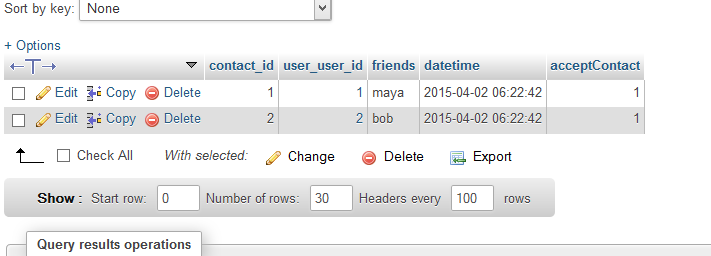 Sort by key: None
+ Options
←T→ contact_id user_user_id friends datetime acceptContact
Edit Copy Delete 1 1 maya 2015-04-02 06:22:42 1
Edit Copy Delete 2 2 bob 2015-04-02 06:22:42 1
Check All With selected: Change Delete Export
Show : Start row: 0 Number of rows: 30 Headers every 100 rows
Query results operations